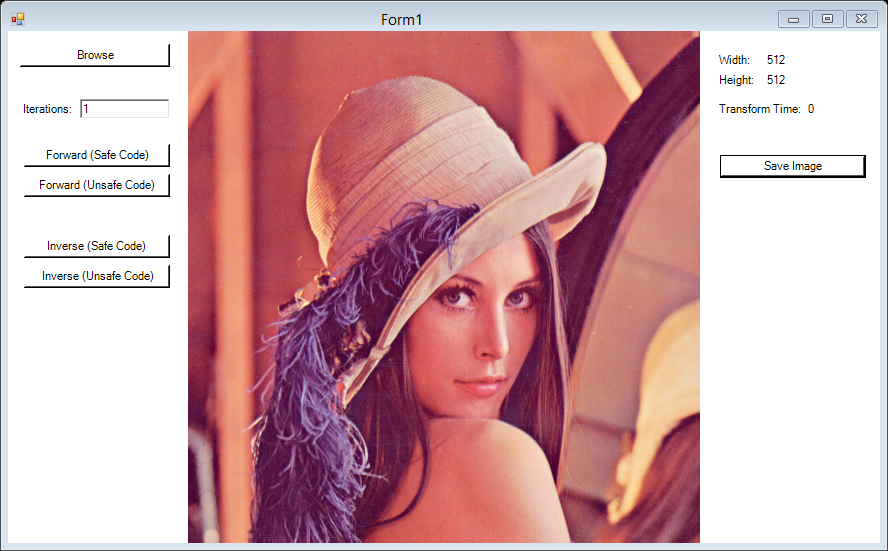 Form1
Browse
Iterations: 1
Forward (Safe Code)
Forward (Unsafe Code)
Inverse (Safe Code)
Inverse (Unsafe Code)
Width: 512
Height: 512
Transform Time: 0
Save Image